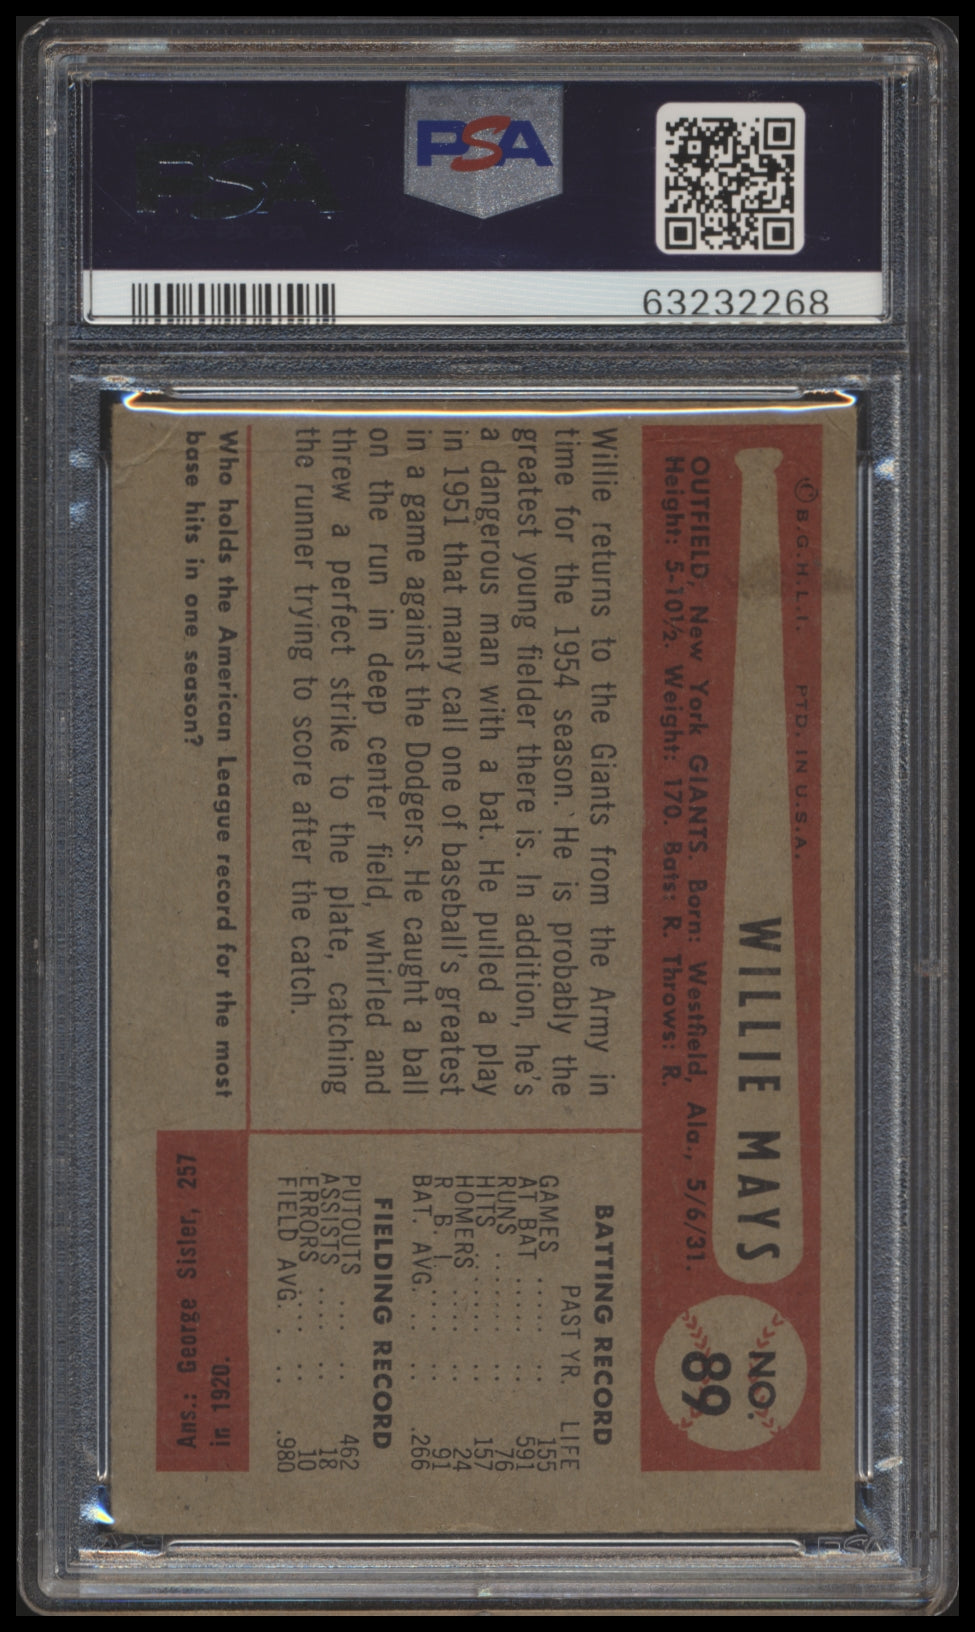 PSA
PSA
63232268
© B.G.H.L.I. PTD. IN U.S.A.
WILLIE MAYS
NO.
89
OUTFIELD, New York GIANTS. Born: Westfield, Ala., 5/6/31.
Height: 5-10½. Weight: 170. Bats: R. Throws: R.
Willie returns to the Giants from the Army in
time for the 1954 season. He is probably the
greatest young fielder there is. In addition, he's
a dangerous man with a bat. He pulled a play
in 1951 that many call one of baseball's greatest
in a game against the Dodgers. He caught a ball
on the run in deep center field, whirled and
threw a perfect strike to the plate, catching
the runner trying to score after the catch.
BATTING RECORD
PAST YR. LIFE
GAMES ..... .. 155
AT BAT ..... .. 591
RUNS ...... .. 76
HITS ...... .. 157
HOMERS .... .. 24
R. B. I. .... .. 91
BAT. AVG. .. .. .266
FIELDING RECORD
PUTOUTS ... .. 462
ASSISTS .... .. 18
ERRORS .... .. 10
FIELD AVG. . .. .980
Who holds the American League record for the most
base hits in one season?
Ans.: George Sisler, 257
in 1920.
PSA